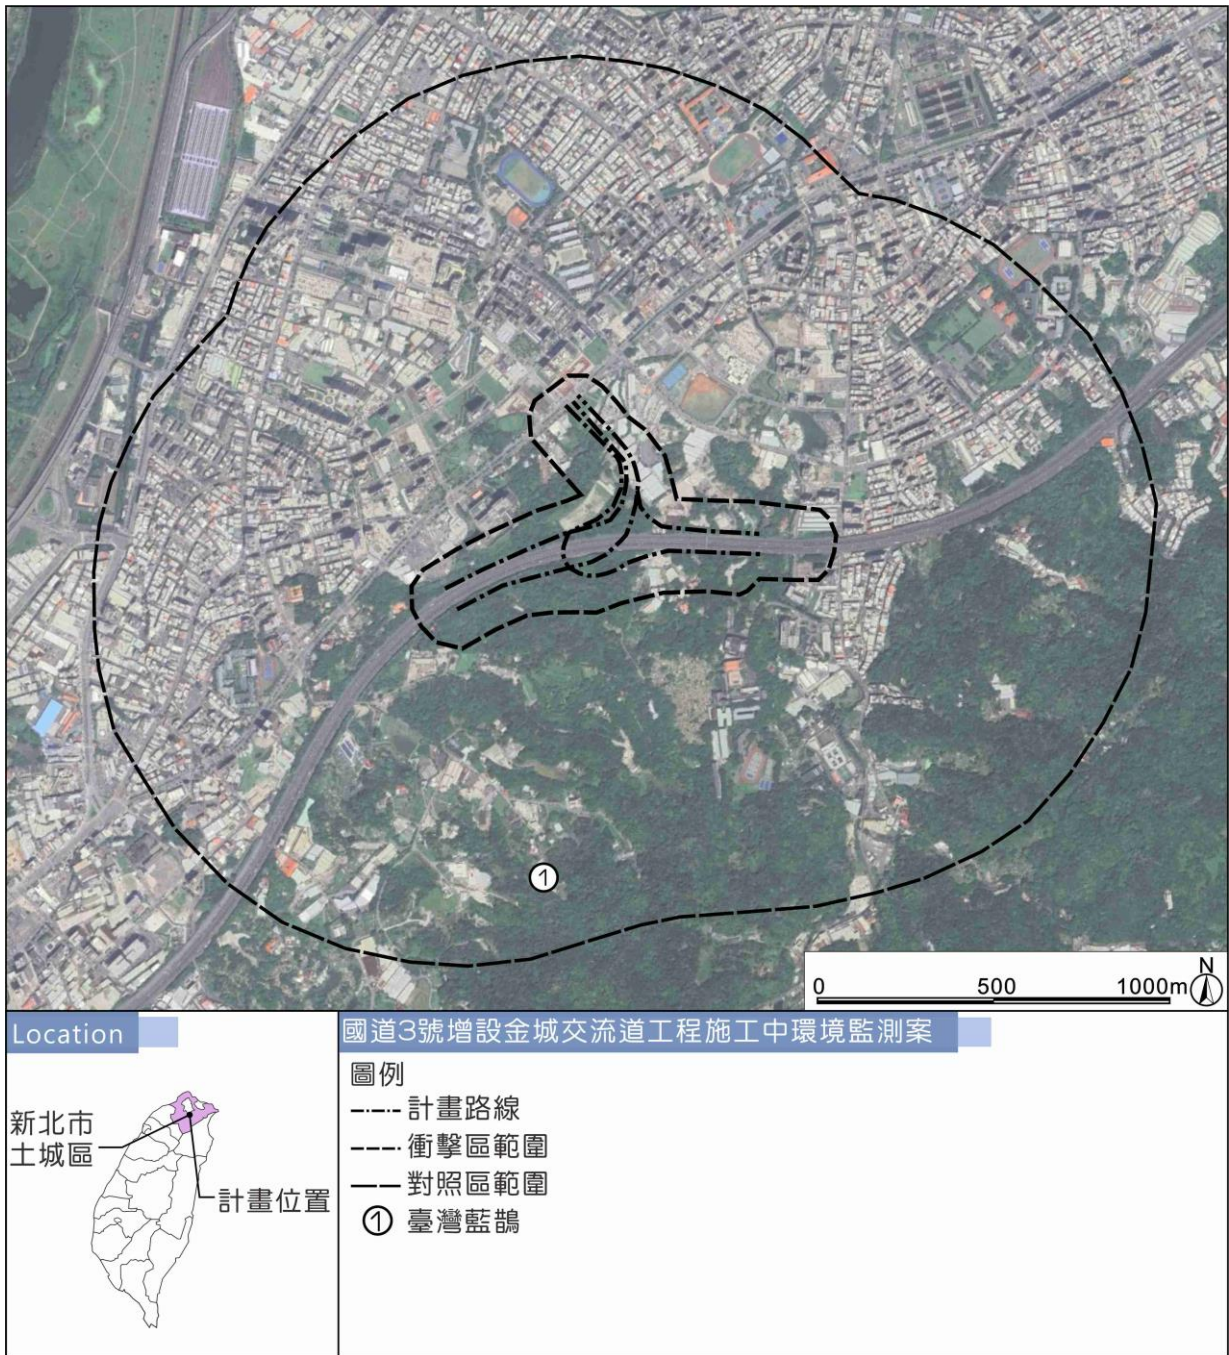 ①
N
0 500 1000m
Location
新北市
土城區
計畫位置
國道3號增設金城交流道工程施工中環境監測案
圖例
計畫路線
衝擊區範圍
對照區範圍
① 臺灣藍鵲